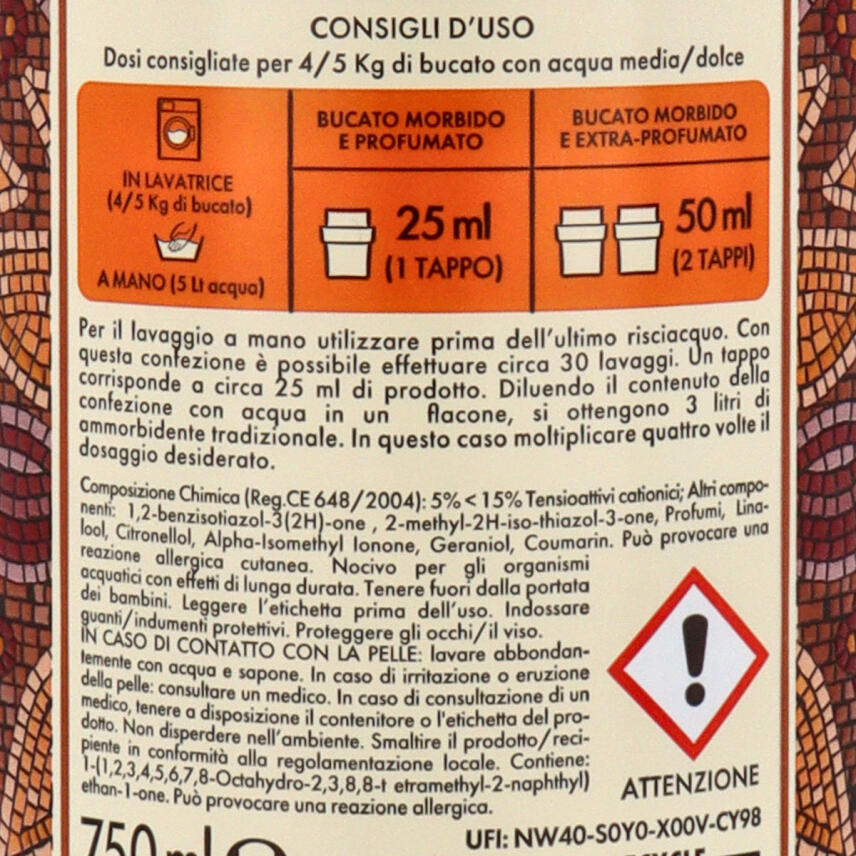 CONSIGLI D'USO
Dosi consigliate per 4/5 Kg di bucato con acqua media/dolce
IN LAVATRICE
(4/5 Kg di bucato)
A MANO (5 Lt acqua)
BUCATO MORBIDO
E PROFUMATO
25 ml
(1 TAPPO)
BUCATO MORBIDO
E EXTRA-PROFUMATO
50 ml
(2 TAPPI)
Per il lavaggio a mano utilizzare prima dell'ultimo risciacquo. Con
questa confezione è possibile effettuare circa 30 lavaggi. Un tappo
corrisponde a circa 25 ml di prodotto. Diluendo il contenuto della
confezione con acqua in un flacone, si ottengono 3 litri di
ammorbidente tradizionale. In questo caso moltiplicare quattro volte il
dosaggio desiderato.
Composizione Chimica (Reg.CE 648/2004): 5% < 15% Tensioattivi cationici; Altri compo-
nenti: 1,2-benzisotiazol-3(2H)-one , 2-methyl-2H-iso-thiazol-3-one, Profumi, Lina-
lool, Citronellol, Alpha-Isomethyl Ionone, Geraniol, Coumarin. Può provocare una
reazione allergica cutanea. Nocivo per gli organismi
acquatici con effetti di lunga durata. Tenere fuori dalla portata
dei bambini. Leggere l'etichetta prima dell'uso. Indossare
guanti/indumenti protettivi. Proteggere gli occhi/il viso.
IN CASO DI CONTATTO CON LA PELLE: lavare abbondan-
temente con acqua e sapone. In caso di irritazione o eruzione
della pelle: consultare un medico. In caso di consultazione di un
medico, tenere a disposizione il contenitore o l'etichetta del pro-
dotto. Non disperdere nell'ambiente. Smaltire il prodotto/reci-
piente in conformità alla regolamentazione locale. Contiene:
1-(1,2,3,4,5,6,7,8-Octahydro-2,3,8,8-t etramethyl-2-naphthyl)
ethan-1-one. Può provocare una reazione allergica.
ATTENZIONE
UFI: NW40-S0Y0-X00V-CY98
750 ml